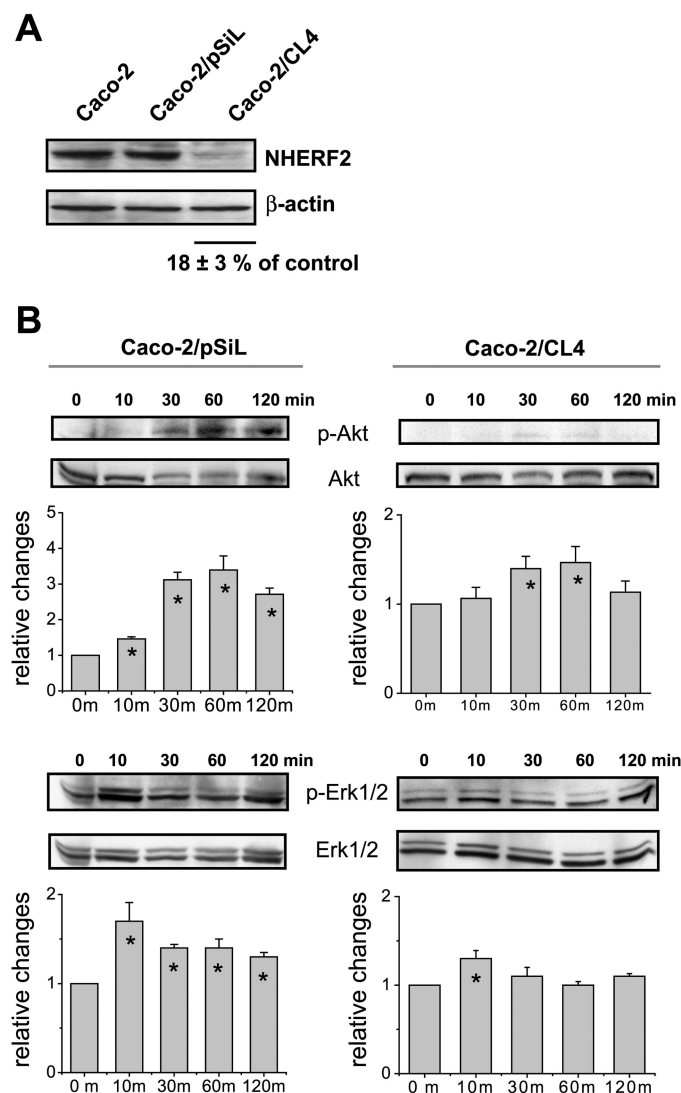 A
Caco-2
Caco-2/pSiL
Caco-2/CL4
NHERF2
β-actin
18 ± 3 % of control
B
Caco-2/pSiL
Caco-2/CL4
0 10 30 60 120 min
0 10 30 60 120 min
p-Akt
Akt
relative changes
5
4
3
2
1
0
0m 10m 30m 60m 120m
* * * *
relative changes
2
1
0
0m 10m 30m 60m 120m
* *
0 10 30 60 120 min
0 10 30 60 120 min
p-Erk1/2
Erk1/2
relative changes
2
1
0
0 m 10m 30m 60m 120m
* * * *
relative changes
2
1
0
0 m 10m 30m 60m 120m
*